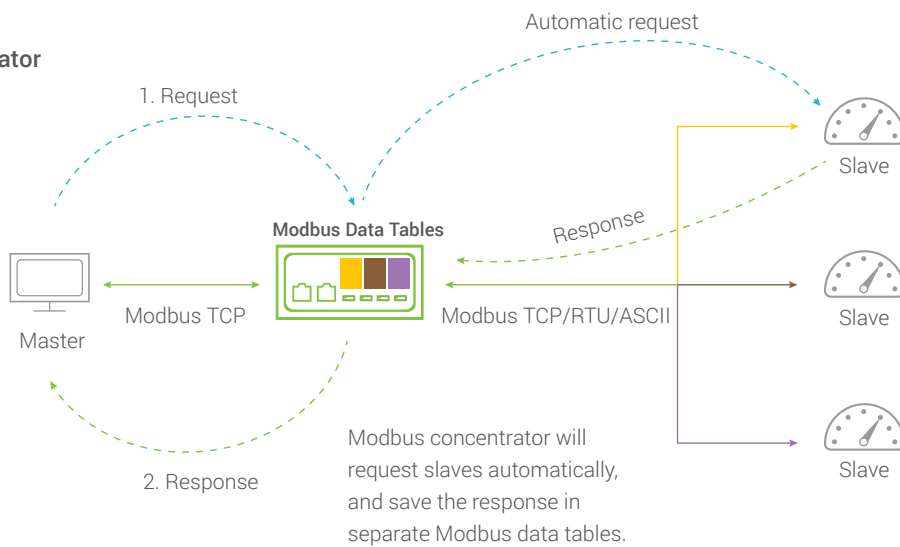 Automatic request
ator
1. Request
Slave
Response
Modbus Data Tables
Modbus TCP
Modbus TCP/RTU/ASCII
Master
Slave
Modbus concentrator will
request slaves automatically,
and save the response in
separate Modbus data tables.
2. Response
Slave